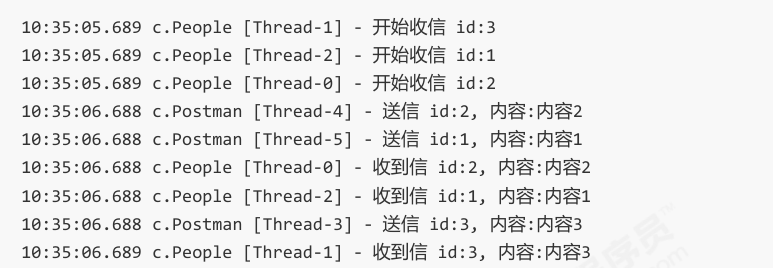 10:35:05.689 c.People [Thread-1] - 开始收信 id:3
10:35:05.689 c.People [Thread-2] - 开始收信 id:1
10:35:05.689 c.People [Thread-0] - 开始收信 id:2
10:35:06.688 c.Postman [Thread-4] - 送信 id:2, 内容:内容2
10:35:06.688 c.Postman [Thread-5] - 送信 id:1, 内容:内容1
10:35:06.688 c.People [Thread-0] - 收到信 id:2, 内容:内容2
10:35:06.688 c.People [Thread-2] - 收到信 id:1, 内容:内容1
10:35:06.688 c.Postman [Thread-3] - 送信 id:3, 内容:内容3
10:35:06.689 c.People [Thread-1] - 收到信 id:3, 内容:内容3